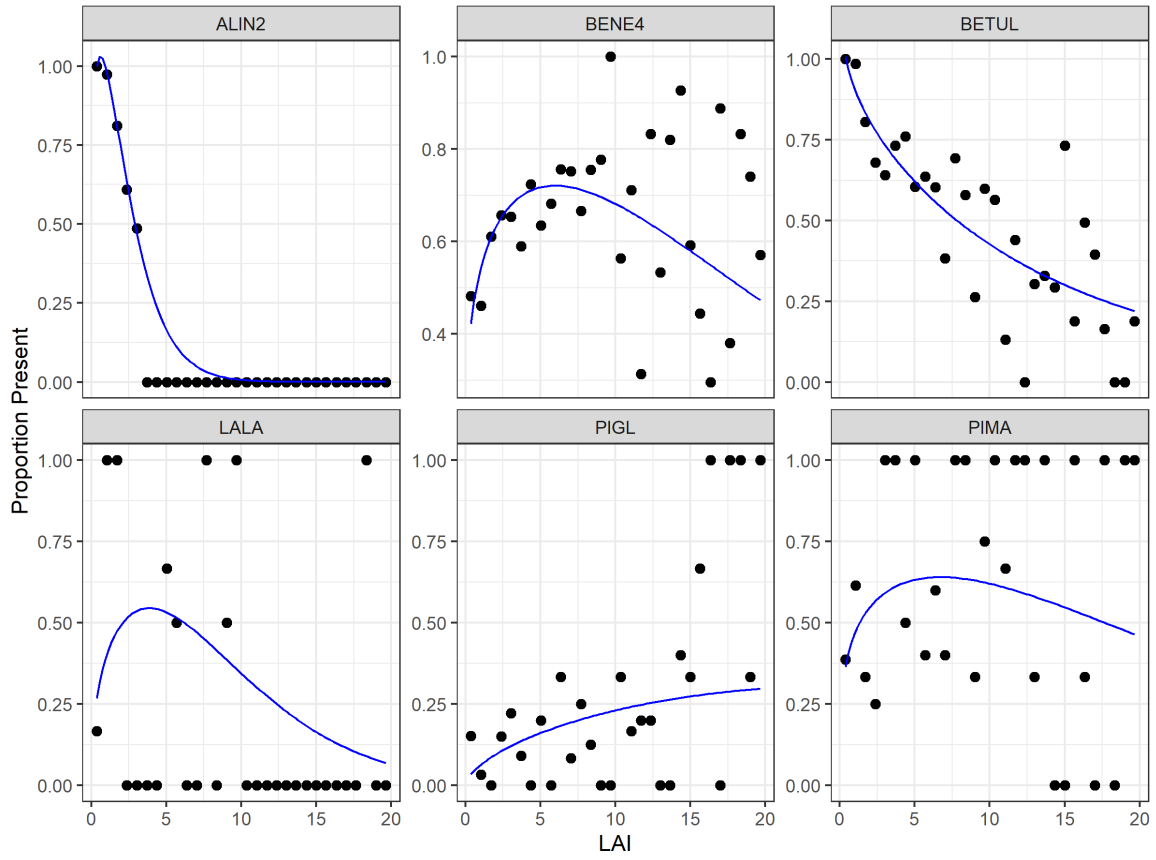 ALIN2 BENE4 BETUL
1.00 1.0 1.00
0.75 0.8 0.75
0.50 0.6 0.50
0.25 0.4 0.25
0.00 0.00
Proportion Present
LALA PIGL PIMA
1.00 1.00 1.00
0.75 0.75 0.75
0.50 0.50 0.50
0.25 0.25 0.25
0.00 0.00 0.00
0 5 10 15 20 0 5 10 15 20 0 5 10 15 20
LAI